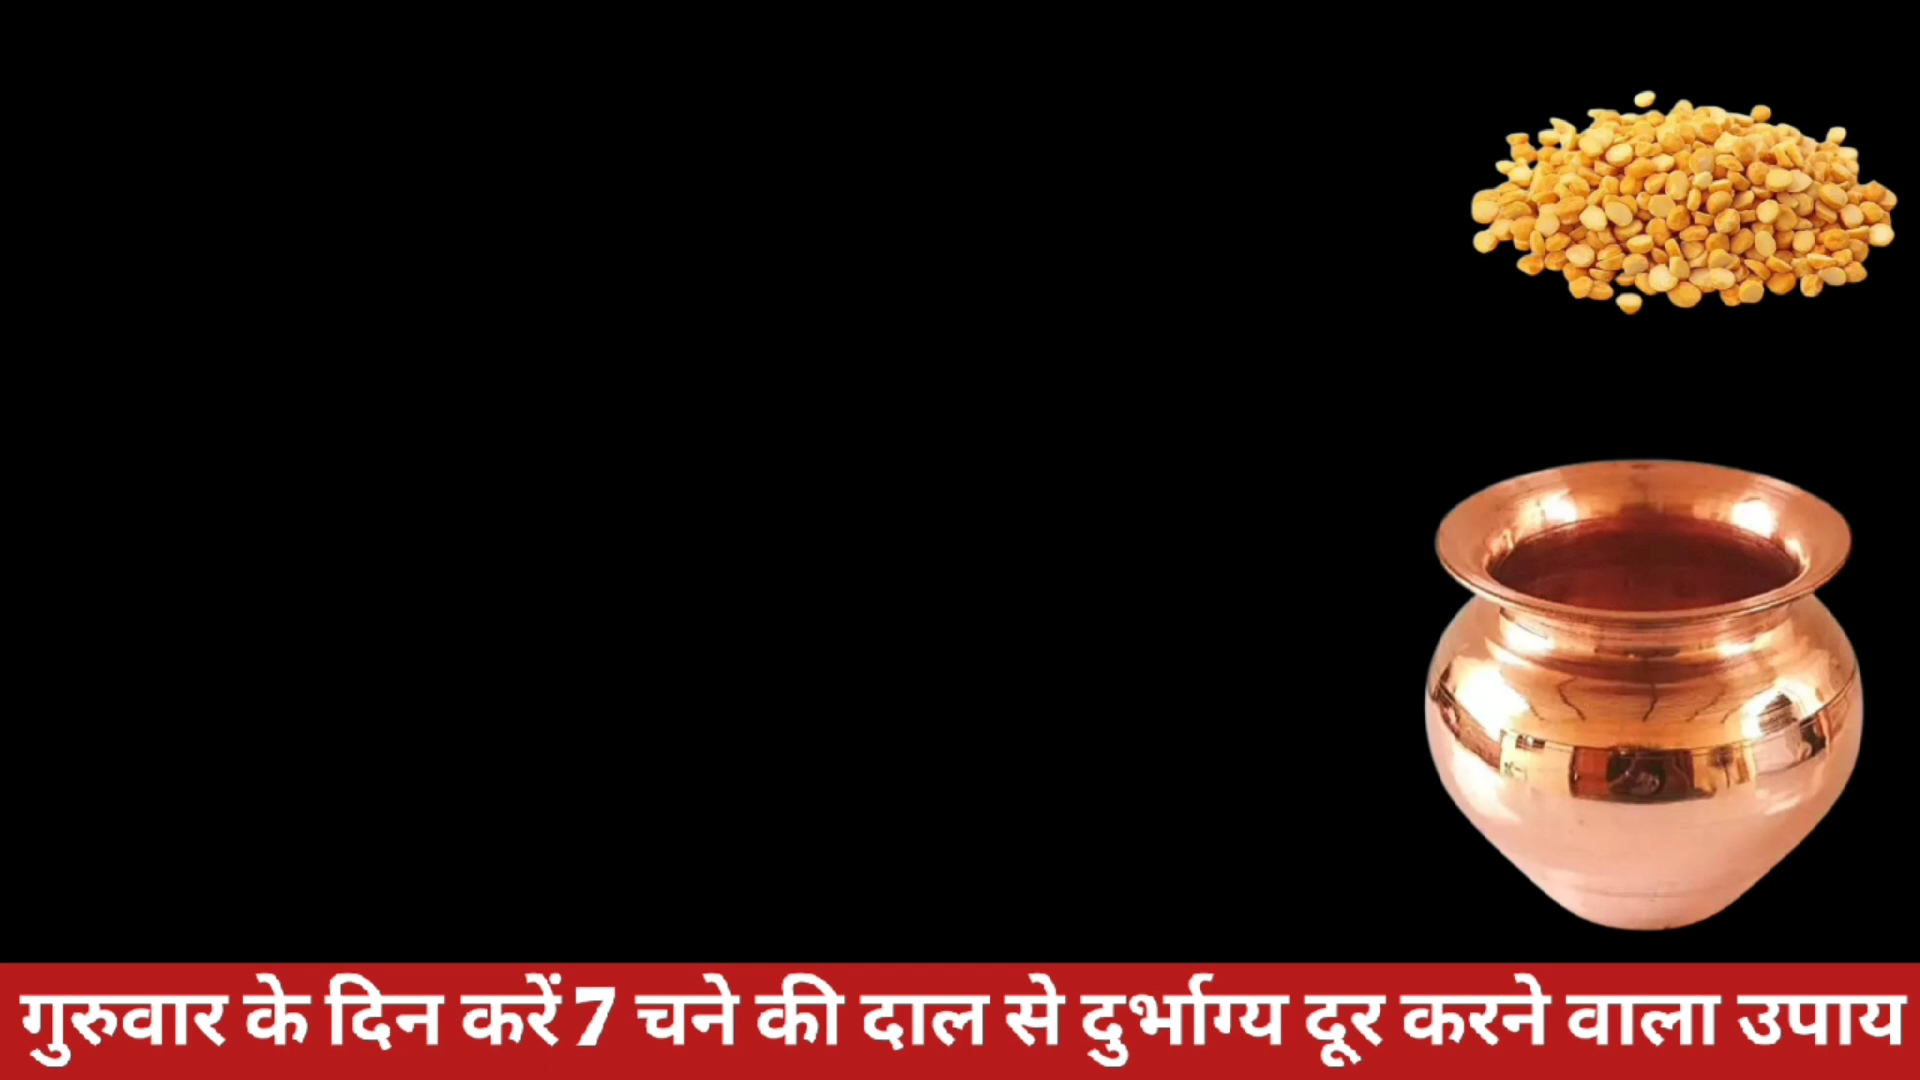 गुरुवार के दिन करें 7 चने की दाल से दुर्भाग्य दूर करने वाला उपाय